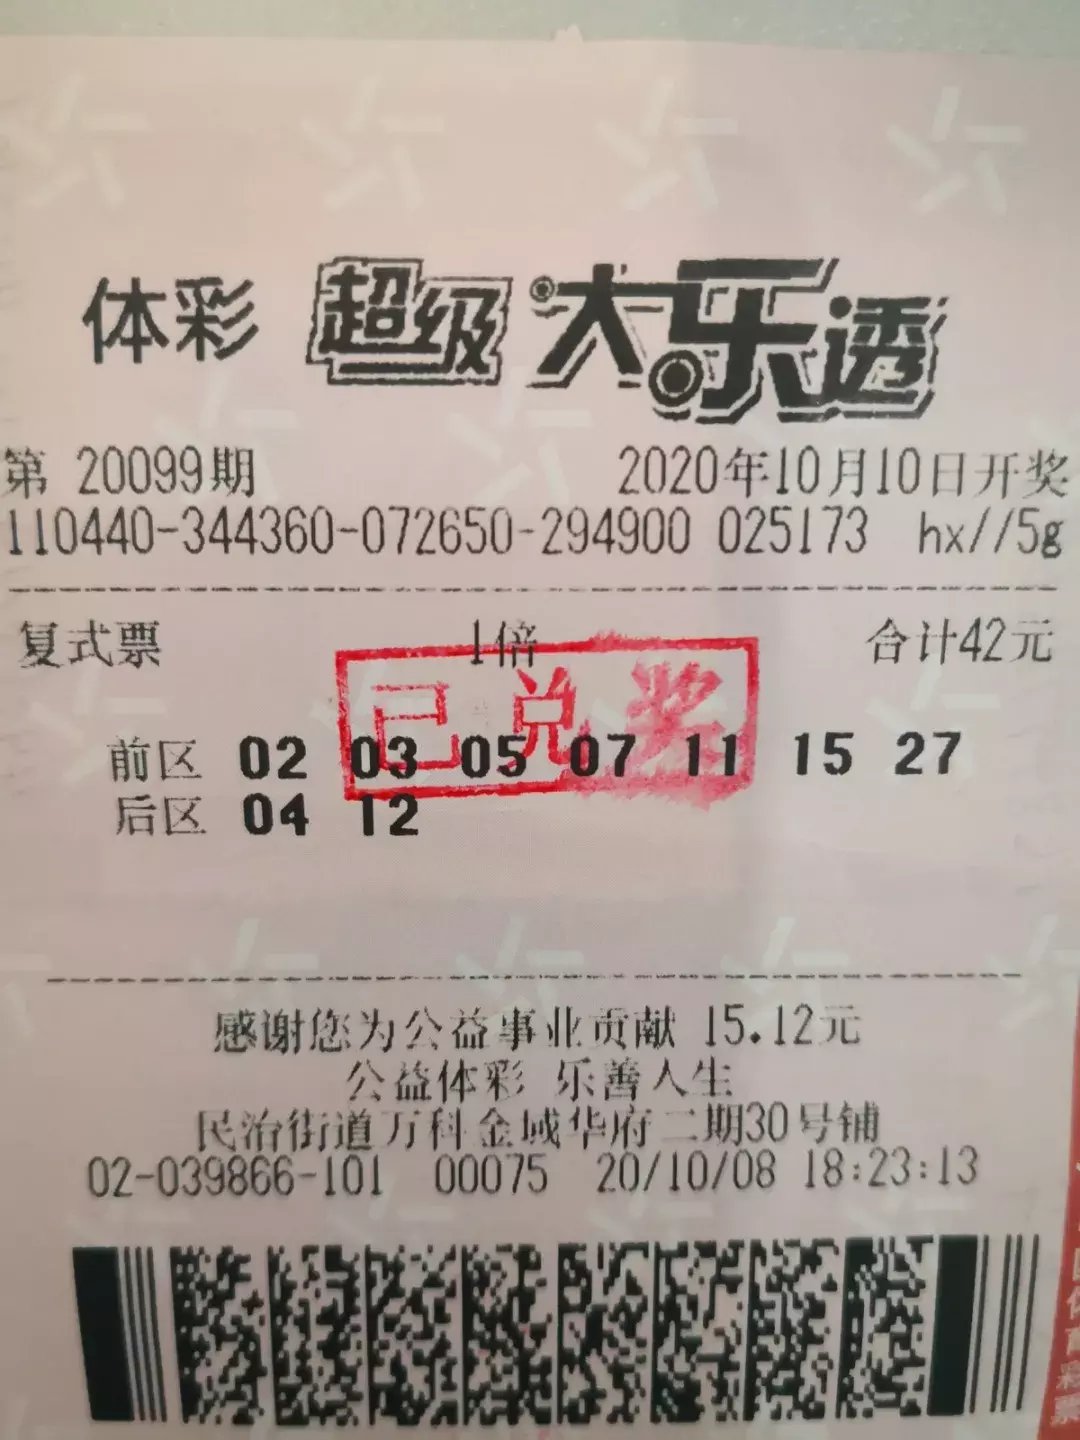 体彩 超级大乐透
第 20099期 2020年10月10日开奖
110440-344360-072650-294900 025173 hx//5g
复式票 1倍 合计42元
已兑奖
前区 02 03 05 07 11 15 27
后区 04 12
感谢您为公益事业贡献 15.12元
公益体彩 乐善人生
民治街道万科金域华府二期30号铺
02-039866-101 00075 20/10/08 18:23:13
体育彩票